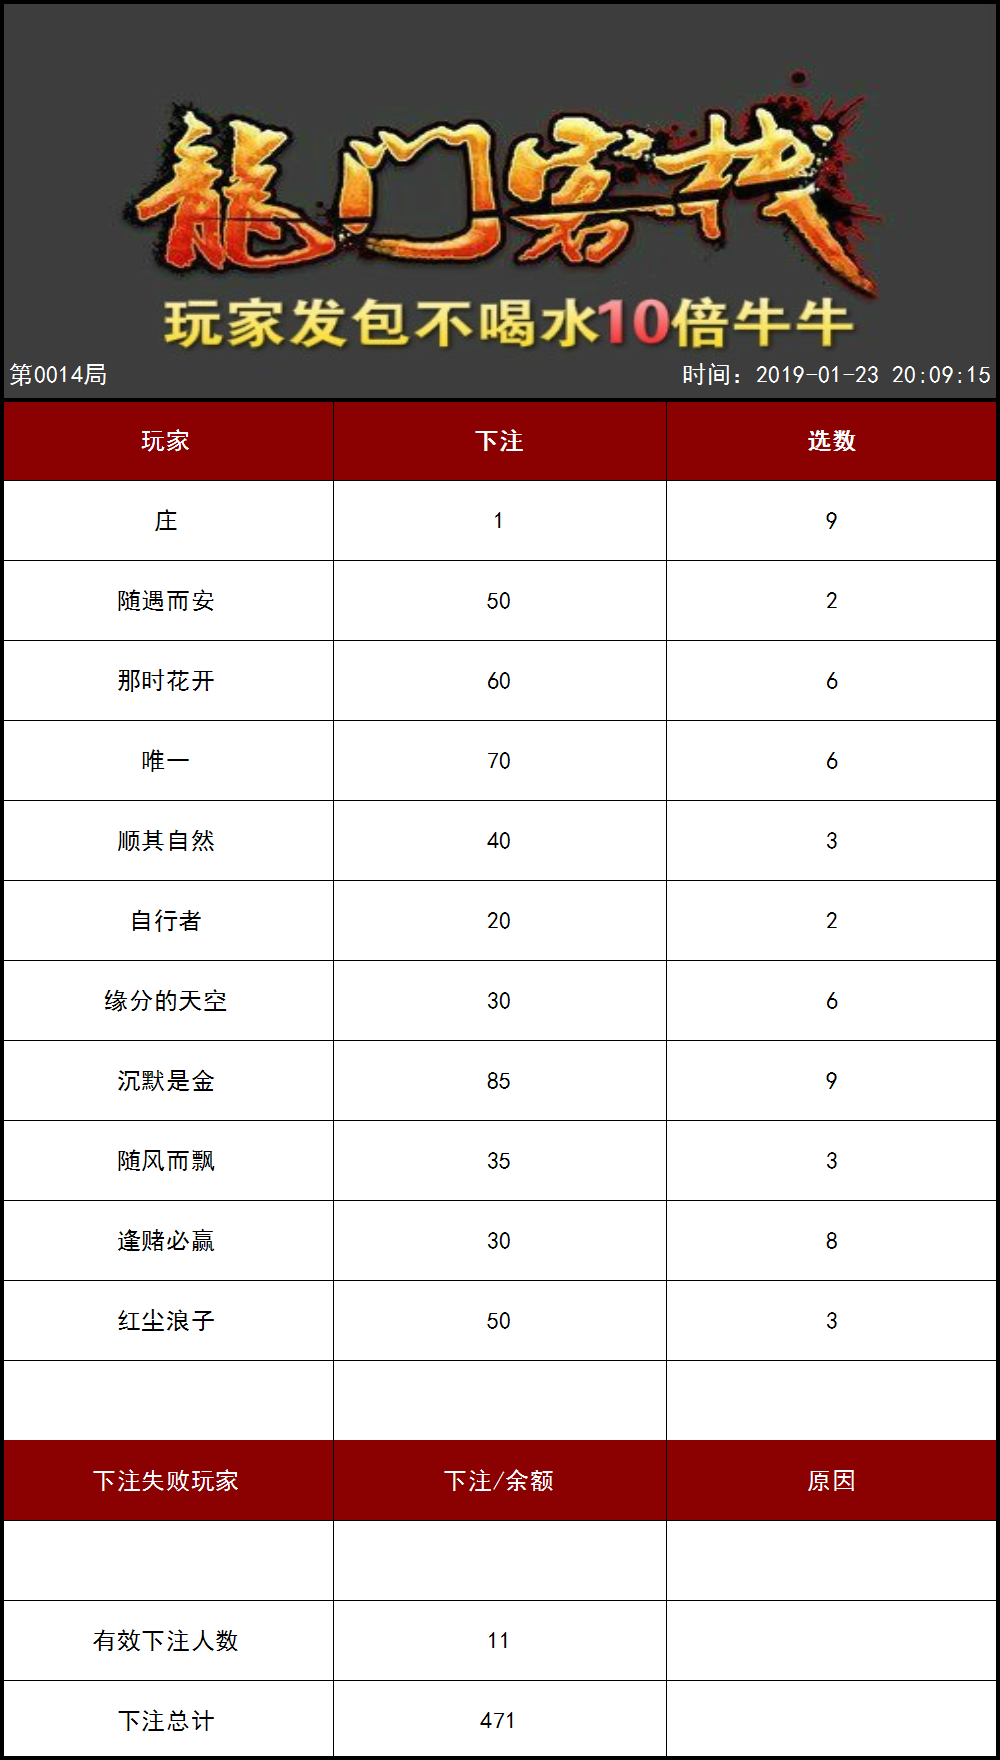 龍门客栈
玩家发包不喝水10倍牛牛
第0014局 时间：2019-01-23 20:09:15
玩家 下注 选数
庄 1 9
随遇而安 50 2
那时花开 60 6
唯一 70 6
顺其自然 40 3
自行者 20 2
缘分的天空 30 6
沉默是金 85 9
随风而飘 35 3
逢赌必赢 30 8
红尘浪子 50 3
下注失败玩家 下注/余额 原因
有效下注人数 11
下注总计 471